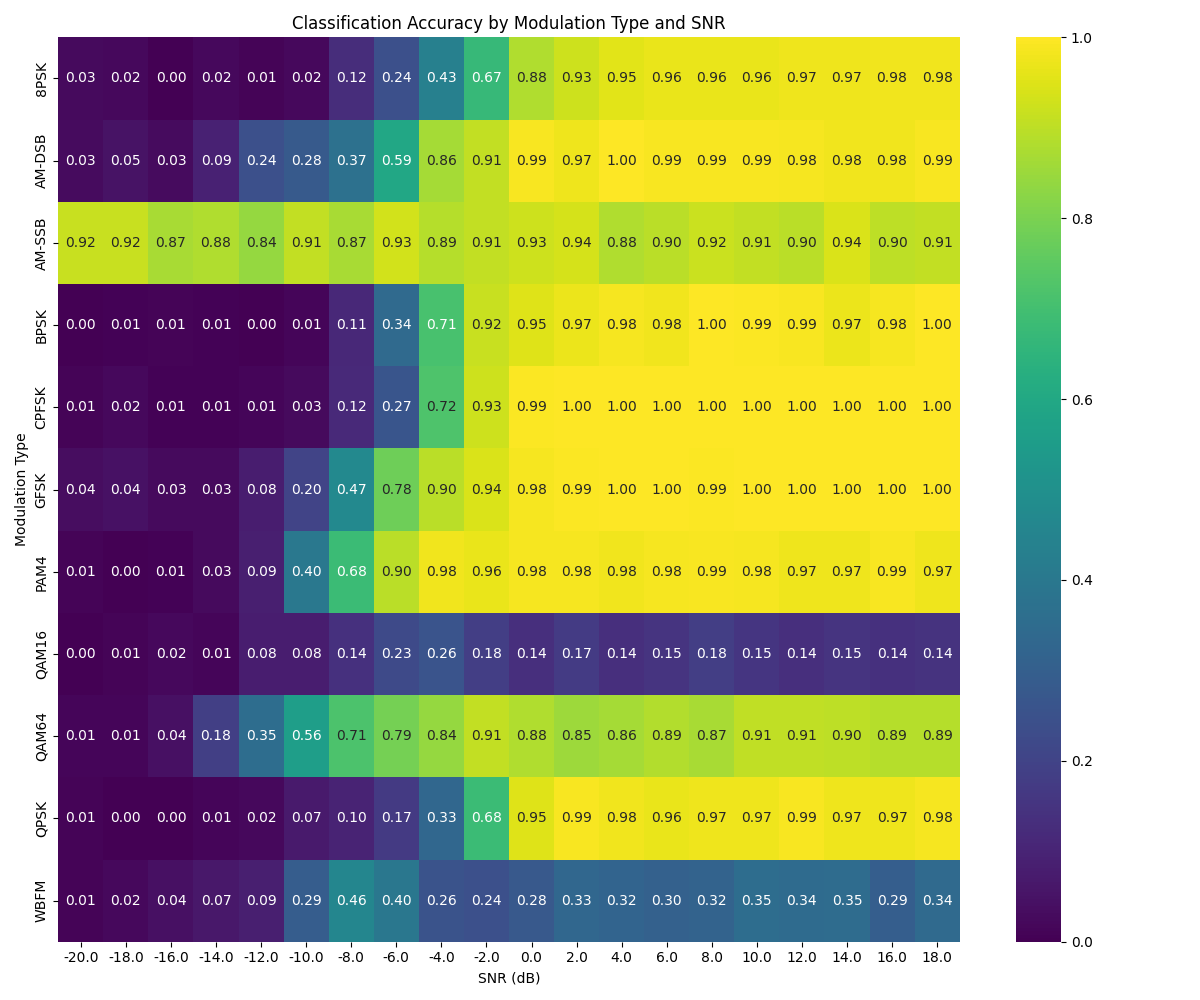 Classification Accuracy by Modulation Type and SNR
Modulation Type
8PSK 0.03 0.02 0.00 0.02 0.01 0.02 0.12 0.24 0.43 0.67 0.88 0.93 0.95 0.96 0.96 0.96 0.97 0.97 0.98 0.98
AM-DSB 0.03 0.05 0.03 0.09 0.24 0.28 0.37 0.59 0.86 0.91 0.99 0.97 1.00 0.99 0.99 0.99 0.98 0.98 0.98 0.99
AM-SSB 0.92 0.92 0.87 0.88 0.84 0.91 0.87 0.93 0.89 0.91 0.93 0.94 0.88 0.90 0.92 0.91 0.90 0.94 0.90 0.91
BPSK 0.00 0.01 0.01 0.01 0.00 0.01 0.11 0.34 0.71 0.92 0.95 0.97 0.98 0.98 1.00 0.99 0.99 0.97 0.98 1.00
CPFSK 0.01 0.02 0.01 0.01 0.01 0.03 0.12 0.27 0.72 0.93 0.99 1.00 1.00 1.00 1.00 1.00 1.00 1.00 1.00 1.00
GFSK 0.04 0.04 0.03 0.03 0.08 0.20 0.47 0.78 0.90 0.94 0.98 0.99 1.00 1.00 0.99 1.00 1.00 1.00 1.00 1.00
PAM4 0.01 0.00 0.01 0.03 0.09 0.40 0.68 0.90 0.98 0.96 0.98 0.98 0.98 0.98 0.99 0.98 0.97 0.97 0.99 0.97
QAM16 0.00 0.01 0.02 0.01 0.08 0.08 0.14 0.23 0.26 0.18 0.14 0.17 0.14 0.15 0.18 0.15 0.14 0.15 0.14 0.14
QAM64 0.01 0.01 0.04 0.18 0.35 0.56 0.71 0.79 0.84 0.91 0.88 0.85 0.86 0.89 0.87 0.91 0.91 0.90 0.89 0.89
QPSK 0.01 0.00 0.00 0.01 0.02 0.07 0.10 0.17 0.33 0.68 0.95 0.99 0.98 0.96 0.97 0.97 0.99 0.97 0.97 0.98
WBFM 0.01 0.02 0.04 0.07 0.09 0.29 0.46 0.40 0.26 0.24 0.28 0.33 0.32 0.30 0.32 0.35 0.34 0.35 0.29 0.34
-20.0 -18.0 -16.0 -14.0 -12.0 -10.0 -8.0 -6.0 -4.0 -2.0 0.0 2.0 4.0 6.0 8.0 10.0 12.0 14.0 16.0 18.0
SNR (dB)
1.0
0.8
0.6
0.4
0.2
0.0